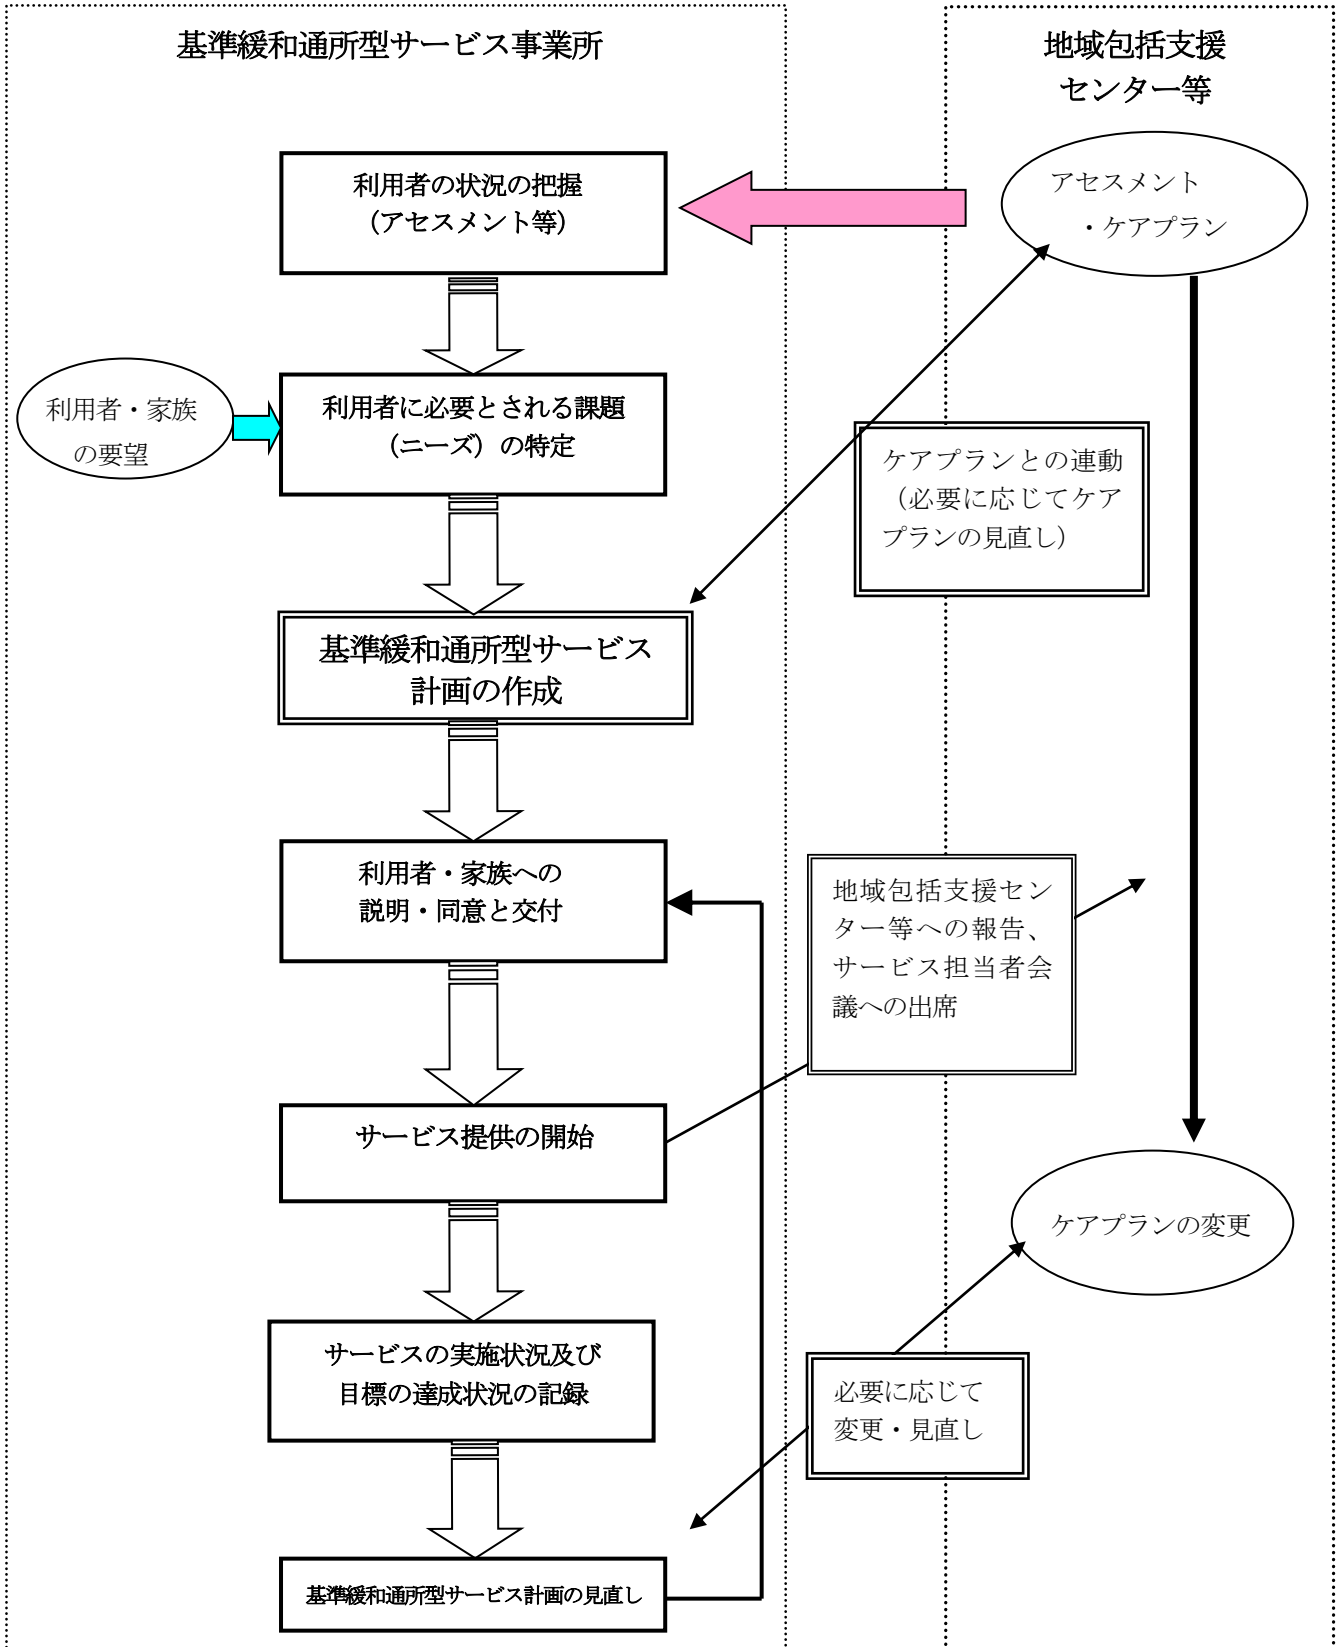 基準緩和通所型サービス事業所
地域包括支援
センター等
利用者の状況の把握
（アセスメント等）
アセスメント
・ケアプラン
利用者・家族
の要望
利用者に必要とされる課題
（ニーズ）の特定
ケアプランとの連動
（必要に応じてケア
プランの見直し）
基準緩和通所型サービス
計画の作成
利用者・家族への
説明・同意と交付
地域包括支援セン
ター等への報告、
サービス担当者会
議への出席
サービス提供の開始
ケアプランの変更
サービスの実施状況及び
目標の達成状況の記録
必要に応じて
変更・見直し
基準緩和通所型サービス計画の見直し